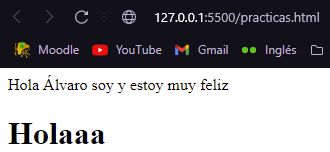 127.0.0.1:5500/practicas.html
Moodle YouTube Gmail Inglés
Hola Álvaro soy y estoy muy feliz
Holaaa